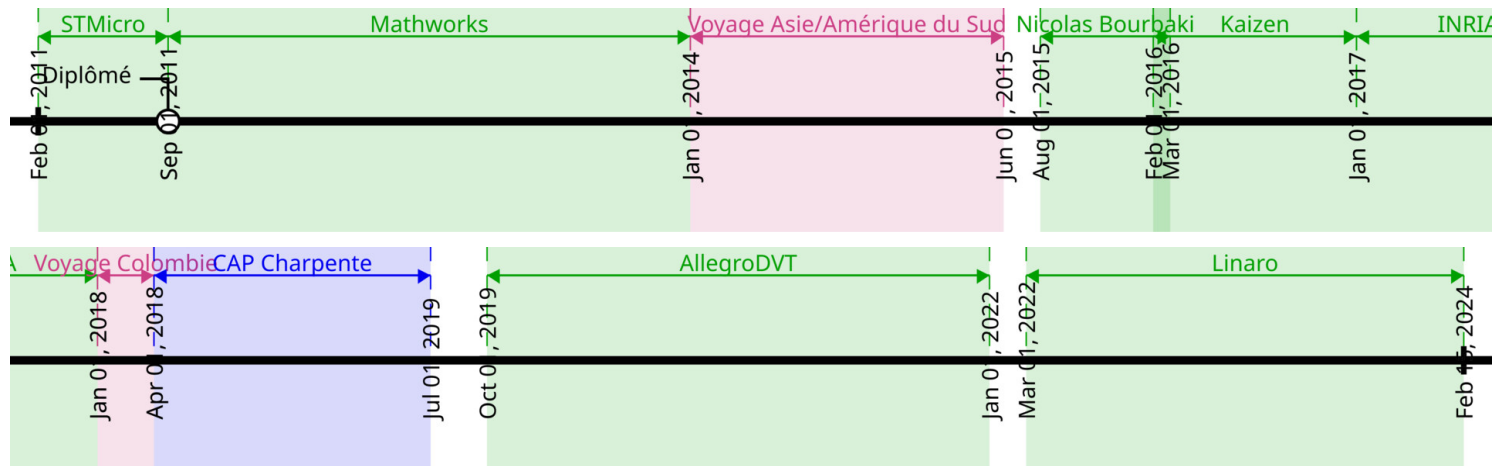 STMicro
Mathworks
Voyage Asie/Amérique du Sud
Nicolas Bourbaki
Kaizen
INRIA
Diplômé
Feb 01, 2011
Sep 01, 2011
Jan 01, 2014
Jun 01, 2015
Aug 01, 2015
Feb 01, 2016
Mar 01, 2016
Jan 01, 2017
A
Voyage Colombie
CAP Charpente
AllegroDVT
Linaro
Jan 01, 2018
Apr 01, 2018
Jul 01, 2019
Oct 01, 2019
Jan 01, 2022
Mar 01, 2022
Feb 15, 2024